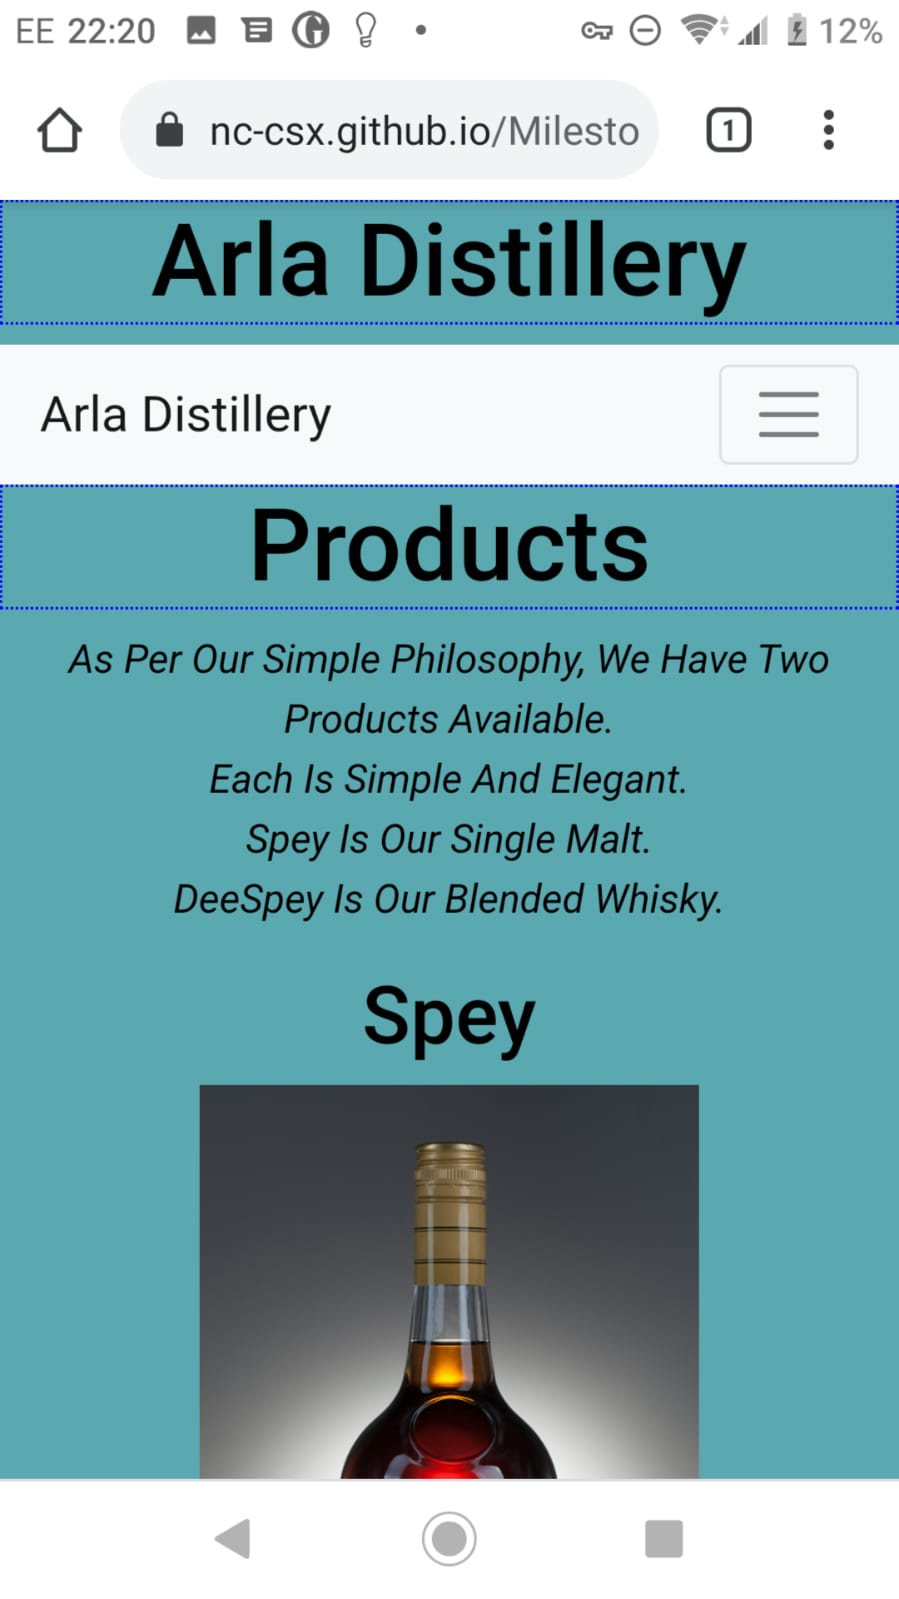 EE 22:20 12%
nc-csx.github.io/Milesto 1
Arla Distillery
Arla Distillery
Products
As Per Our Simple Philosophy, We Have Two
Products Available.
Each Is Simple And Elegant.
Spey Is Our Single Malt.
DeeSpey Is Our Blended Whisky.
Spey